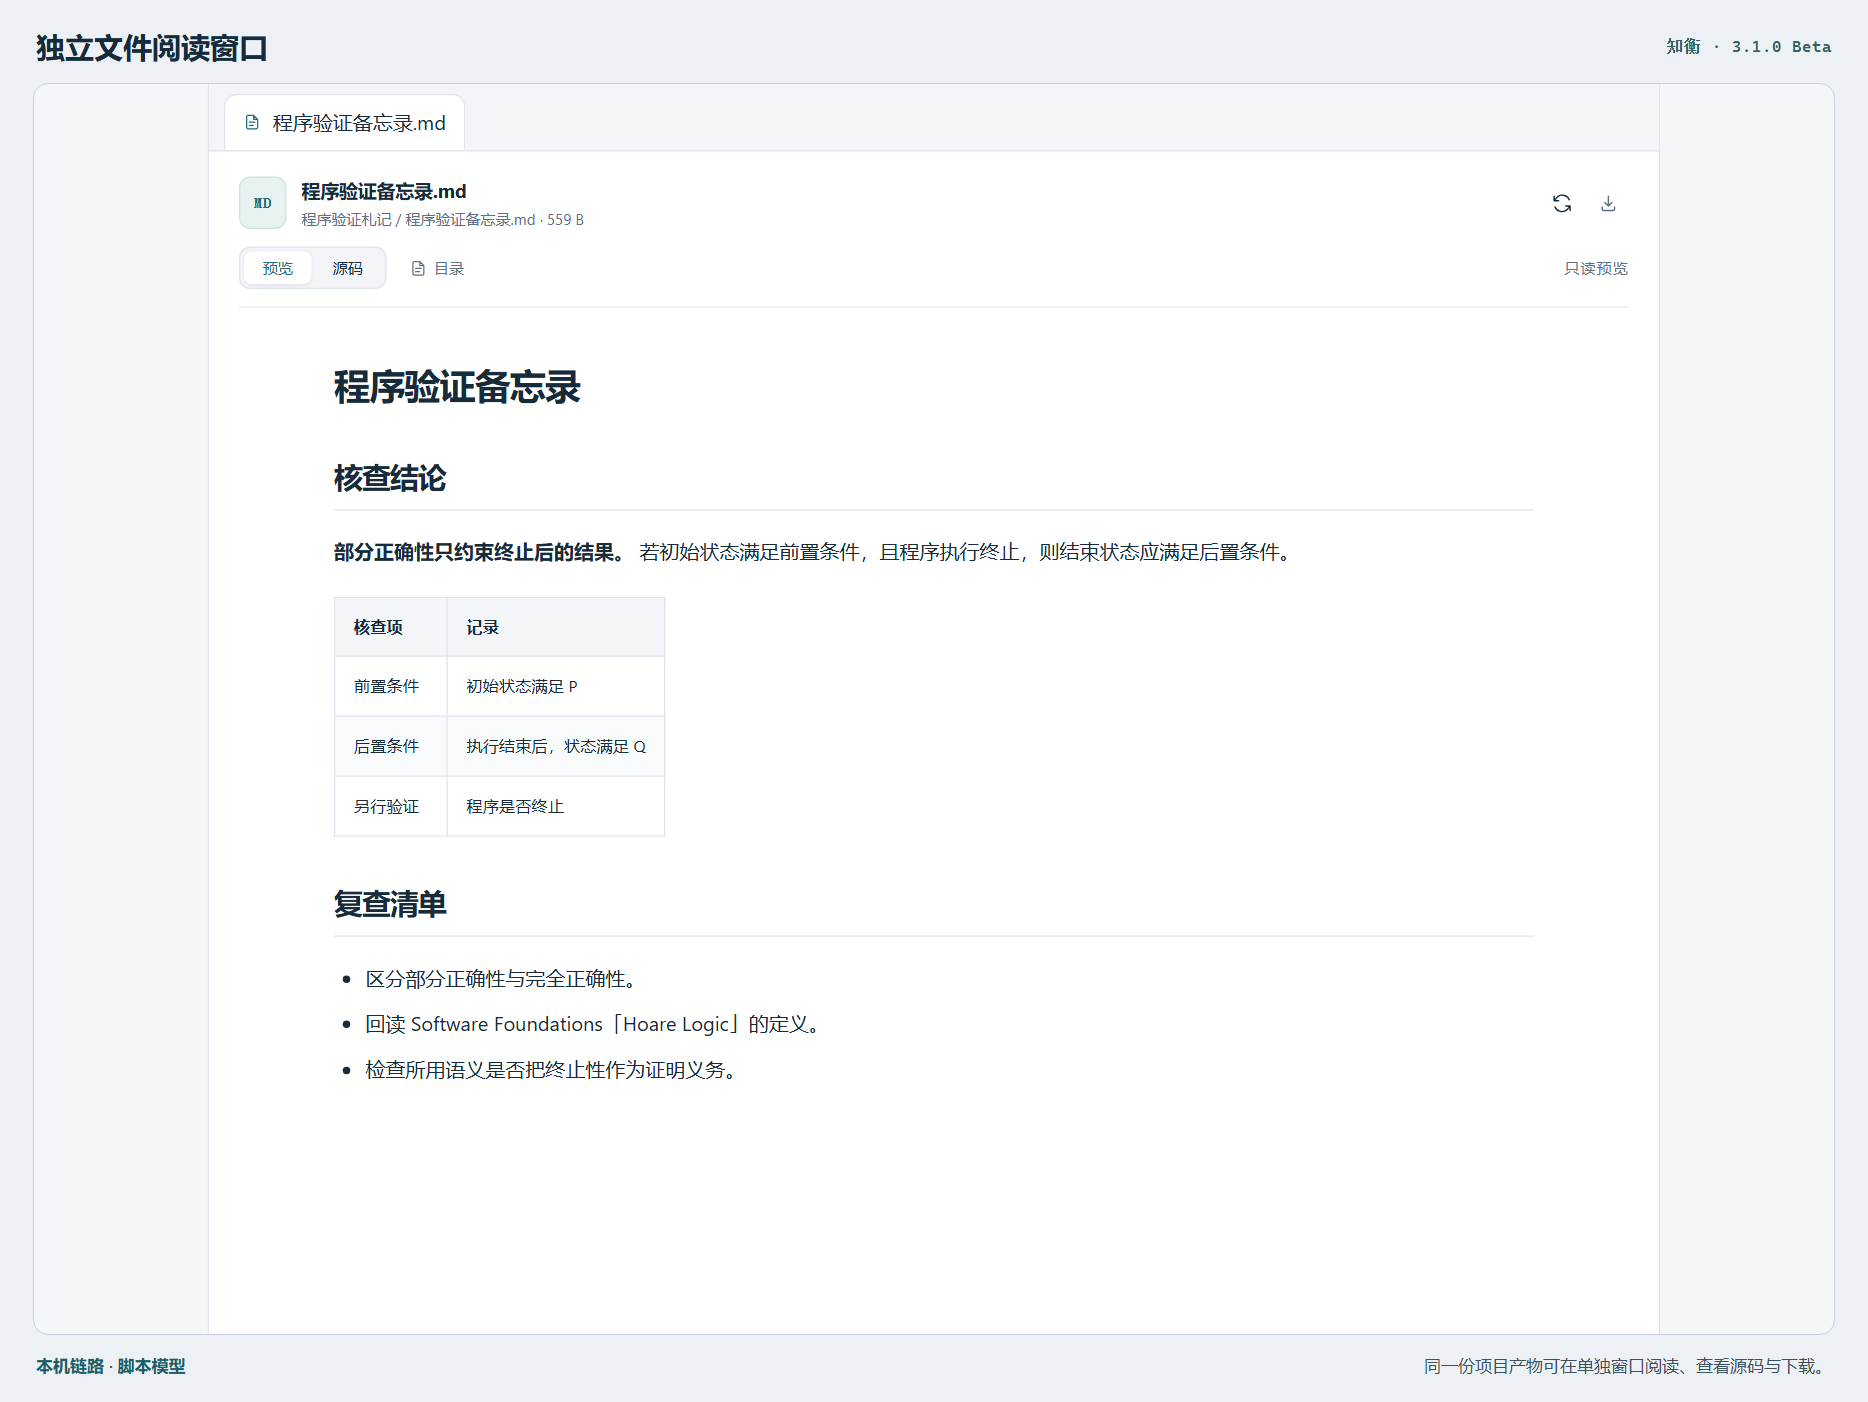 独立文件阅读窗口
知衡 · 3.1.0 Beta
程序验证备忘录.md
MD
程序验证备忘录.md
程序验证札记 / 程序验证备忘录.md · 559 B
预览 源码 目录 只读预览
程序验证备忘录
核查结论
部分正确性只约束终止后的结果。 若初始状态满足前置条件，且程序执行终止，则结束状态应满足后置条件。
核查项 记录
前置条件 初始状态满足 P
后置条件 执行结束后，状态满足 Q
另行验证 程序是否终止
复查清单
• 区分部分正确性与完全正确性。
• 回读 Software Foundations「Hoare Logic」的定义。
• 检查所用语义是否把终止性作为证明义务。
本机链路 · 脚本模型
同一份项目产物可在单独窗口阅读、查看源码与下载。